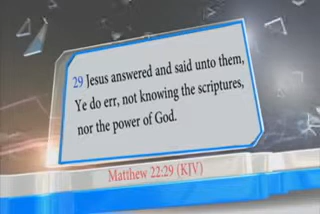 29 Jesus answered and said unto them,
Ye do err, not knowing the scriptures,
nor the power of God.
Matthew 22:29 (KJV)